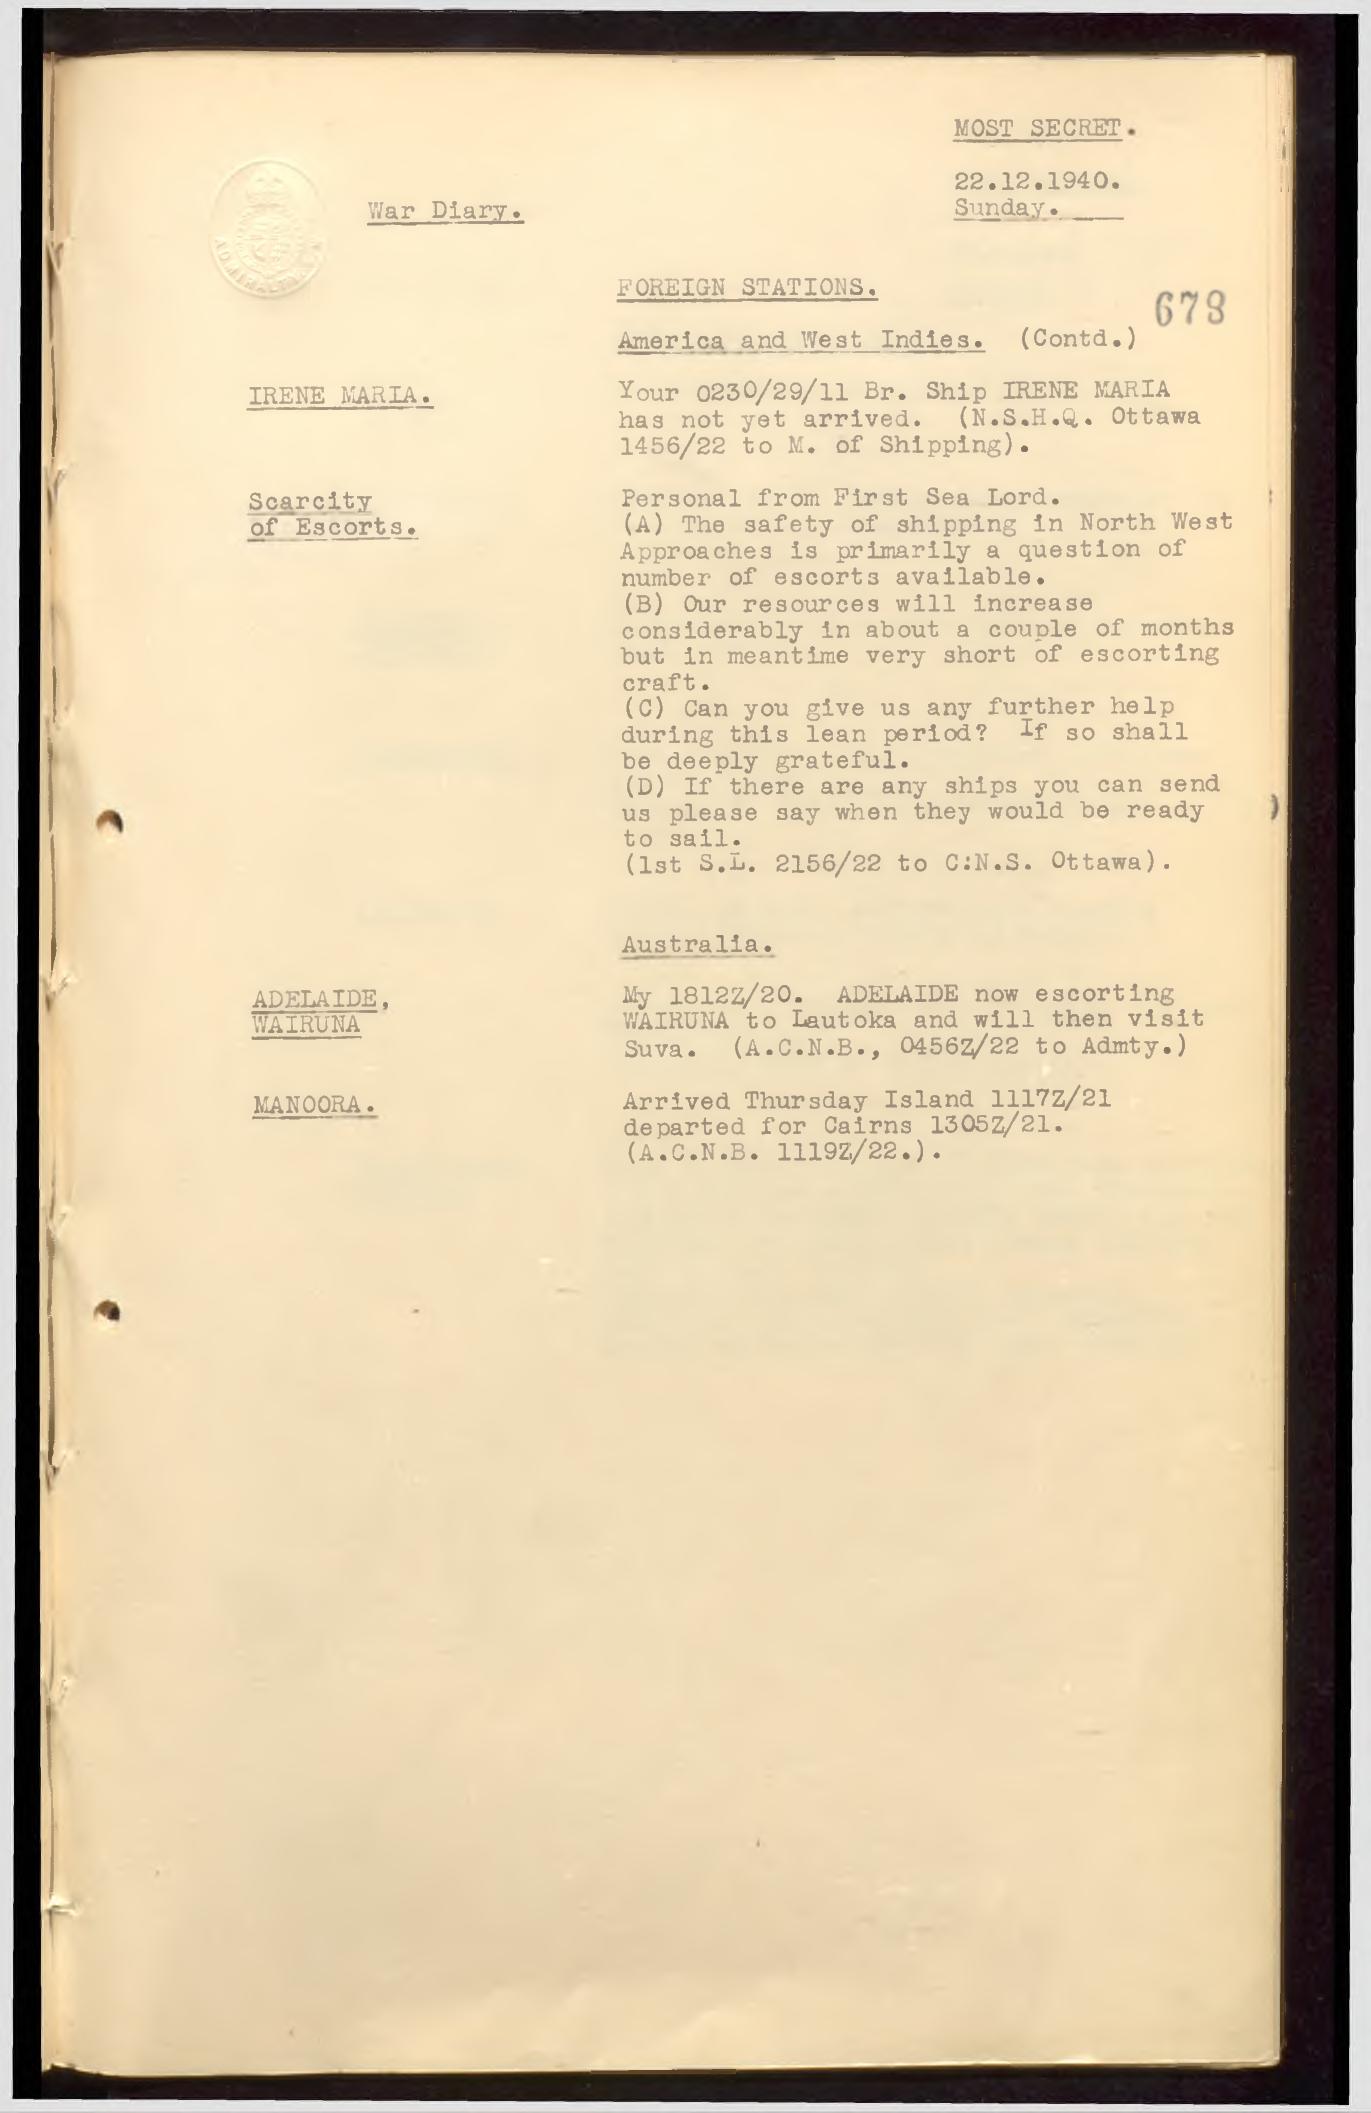 MOST SECRET.
22.12.1940.
Sunday.
War Diary.
ADMIRALTY
FOREIGN STATIONS.
678
America and West Indies. (Contd.)
IRENE MARIA.
Your 0230/29/11 Br. Ship IRENE MARIA
has not yet arrived. (N.S.H.Q. Ottawa
1456/22 to M. of Shipping).
Scarcity
of Escorts.
Personal from First Sea Lord.
(A) The safety of shipping in North West
Approaches is primarily a question of
number of escorts available.
(B) Our resources will increase
considerably in about a couple of months
but in meantime very short of escorting
craft.
(C) Can you give us any further help
during this lean period? If so shall
be deeply grateful.
(D) If there are any ships you can send
us please say when they would be ready
to sail.
(1st S.L. 2156/22 to C:N.S. Ottawa).
Australia.
ADELAIDE,
WAIRUNA
My 1812Z/20. ADELAIDE now escorting
WAIRUNA to Lautoka and will then visit
Suva. (A.C.N.B., 0456Z/22 to Admty.)
MANOORA.
Arrived Thursday Island 1117Z/21
departed for Cairns 1305Z/21.
(A.C.N.B. 1119Z/22.).